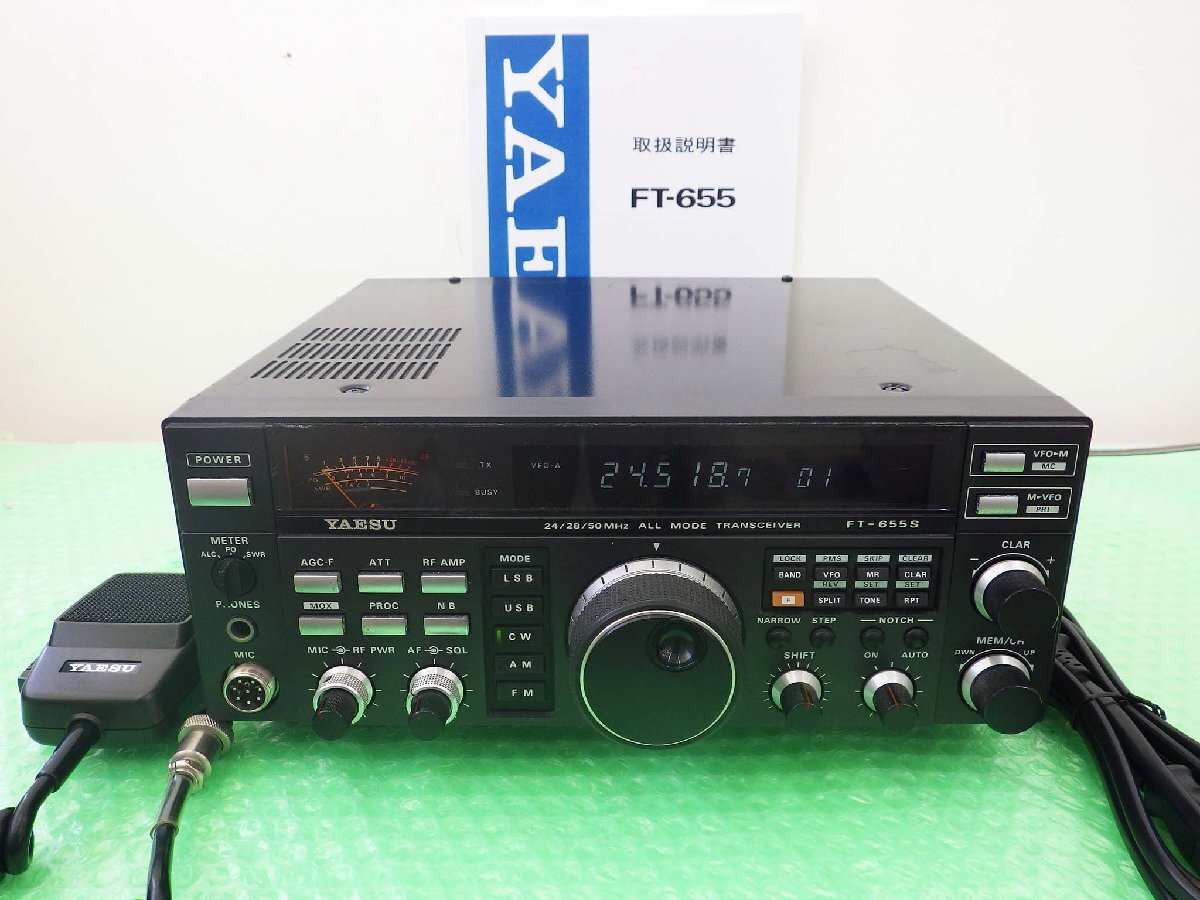 YAE
取扱説明書
FT-655
POWER
TX
BUSY
VFO-A
24.518.7 01
VFO►M
MC
M►VFO
PRI
YAESU
24/28/50MHz ALL MODE TRANSCEIVER
FT-655S
METER
PO
ALC SWR
PHONES
MIC
AGC-F ATT RF AMP
MOX PROC NB
MIC RF PWR AF SQL
MODE
LSB
USB
CW
AM
FM
LOCK PMS SKIP CLEAR
BAND VFO MR CLAR
REV SET SET
F SPLIT TONE RPT
NARROW STEP NOTCH
SHIFT ON AUTO
CLAR
- +
MEM/CH
DWN UP
YAESU